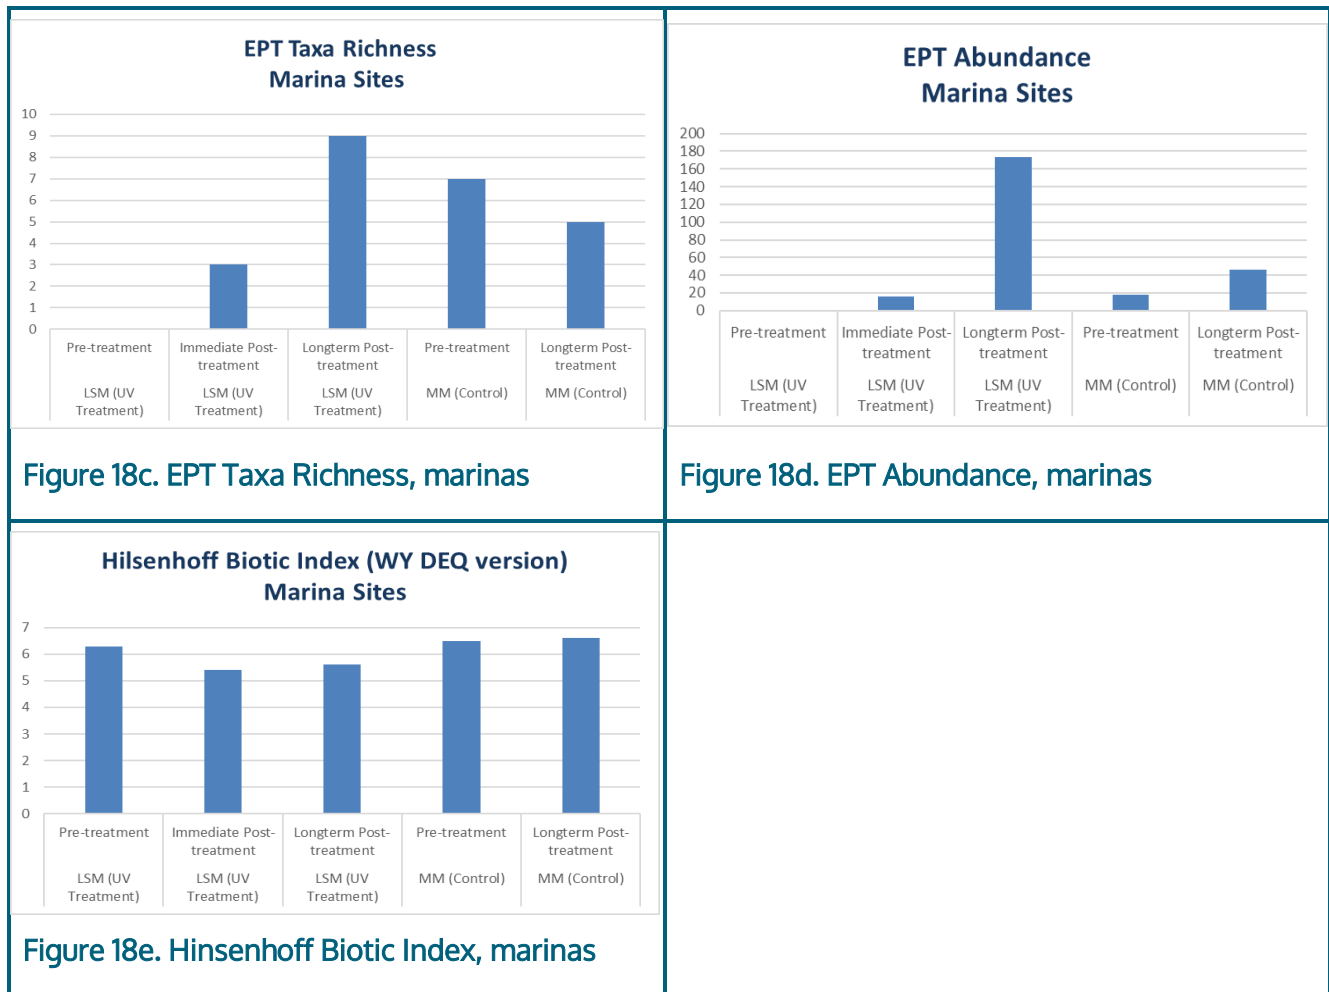 EPT Taxa Richness
Marina Sites
10
9
8
7
6
5
4
3
2
1
0
Pre-treatment
Immediate Post-
treatment
Longterm Post-
treatment
Pre-treatment
Longterm Post-
treatment
LSM (UV
Treatment)
LSM (UV
Treatment)
LSM (UV
Treatment)
MM (Control)
MM (Control)
Figure 18c. EPT Taxa Richness, marinas
EPT Abundance
Marina Sites
200
180
160
140
120
100
80
60
40
20
0
Pre-treatment
Immediate Post-
treatment
Longterm Post-
treatment
Pre-treatment
Longterm Post-
treatment
LSM (UV
Treatment)
LSM (UV
Treatment)
LSM (UV
Treatment)
MM (Control)
MM (Control)
Figure 18d. EPT Abundance, marinas
Hilsenhoff Biotic Index (WY DEQ version)
Marina Sites
7
6
5
4
3
2
1
0
Pre-treatment
Immediate Post-
treatment
Longterm Post-
treatment
Pre-treatment
Longterm Post-
treatment
LSM (UV
Treatment)
LSM (UV
Treatment)
LSM (UV
Treatment)
MM (Control)
MM (Control)
Figure 18e. Hinsenhoff Biotic Index, marinas